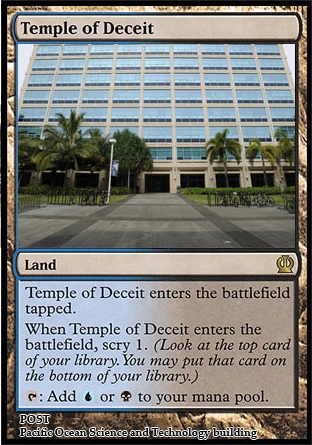 Temple of Deceit
Land
Temple of Deceit enters the battlefield
tapped.
When Temple of Deceit enters the
battlefield, scry 1. (Look at the top card
of your library. You may put that card on
the bottom of your library.)
: Add or to your mana pool.
POST
Pacific Ocean Science and Technology building